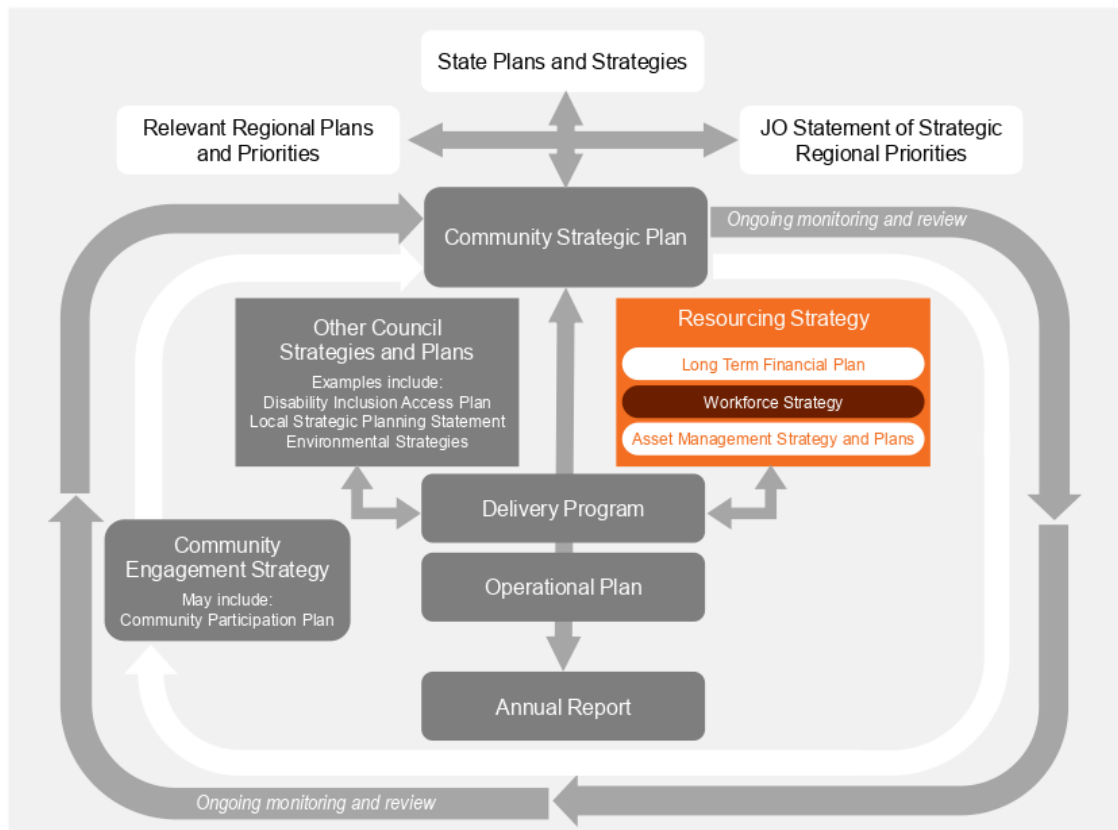 State Plans and Strategies
Relevant Regional Plans
and Priorities
JO Statement of Strategic
Regional Priorities
Community Strategic Plan
Ongoing monitoring and review
Other Council
Strategies and Plans
Examples include:
Disability Inclusion Access Plan
Local Strategic Planning Statement
Environmental Strategies
Resourcing Strategy
Long Term Financial Plan
Workforce Strategy
Asset Management Strategy and Plans
Delivery Program
Community
Engagement Strategy
May include:
Community Participation Plan
Operational Plan
Annual Report
Ongoing monitoring and review